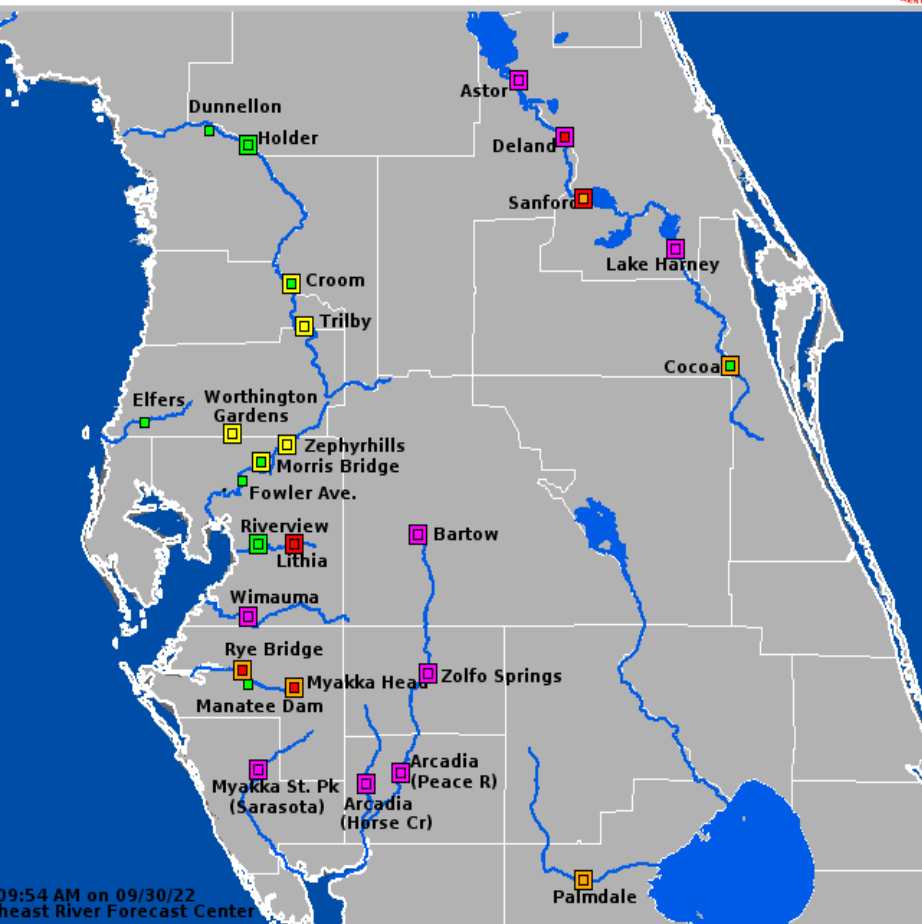 Astor
Dunnellon
Holder
Deland
Sanford
Lake Harney
Croom
Trilby
Cocoa
Elfers
Worthington
Gardens
Zephyrhills
Morris Bridge
Fowler Ave.
Riverview
Lithia
Bartow
Wimauma
Rye Bridge
Myakka Head
Zolfo Springs
Manatee Dam
Arcadia
(Peace R)
Myakka St. Pk
(Sarasota)
Arcadia
(Horse Cr)
Palmdale
09:54 AM on 09/30/22
heast River Forecast Center